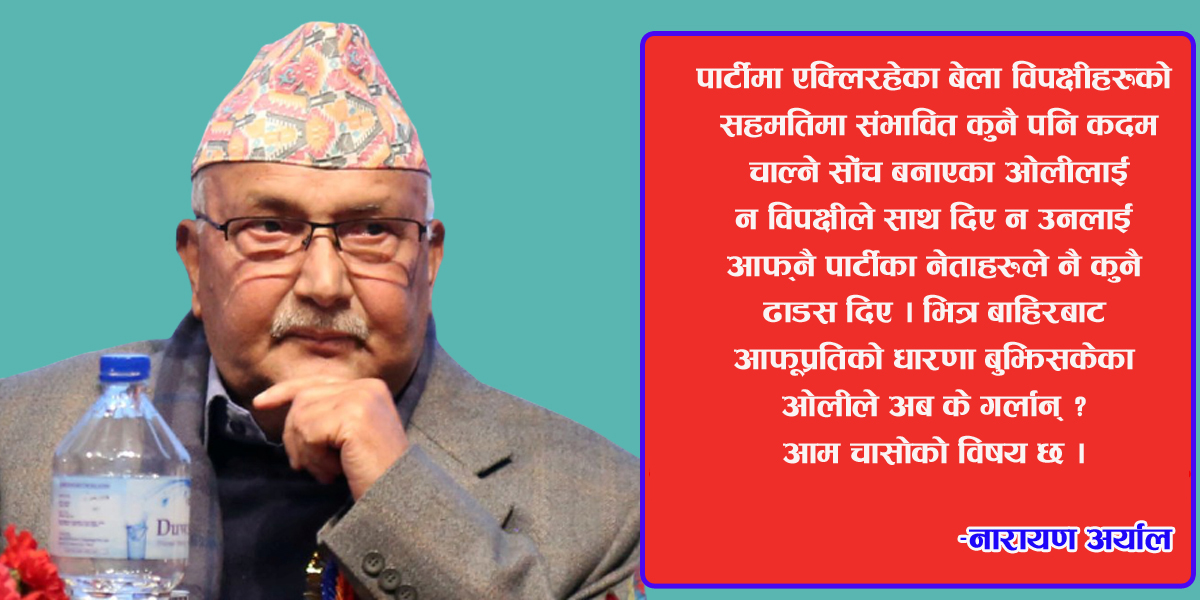 पार्टीमा एक्लिरहेका बेला विपक्षीहरुको
सहमतिमा संभावित कुनै पनि कदम
चाल्ने सोंच बनाएका ओलीलाई
न विपक्षीले साथ दिए न उनलाई
आफ्नै पार्टीका नेताहरुले नै कुनै
ढाडस दिए । भित्र बाहिरबाट
आफूप्रतिको धारणा बुझिसकेका
ओलीले अब के गर्लान् ?
आम चासोको विषय छ ।
-नारायण अर्याल